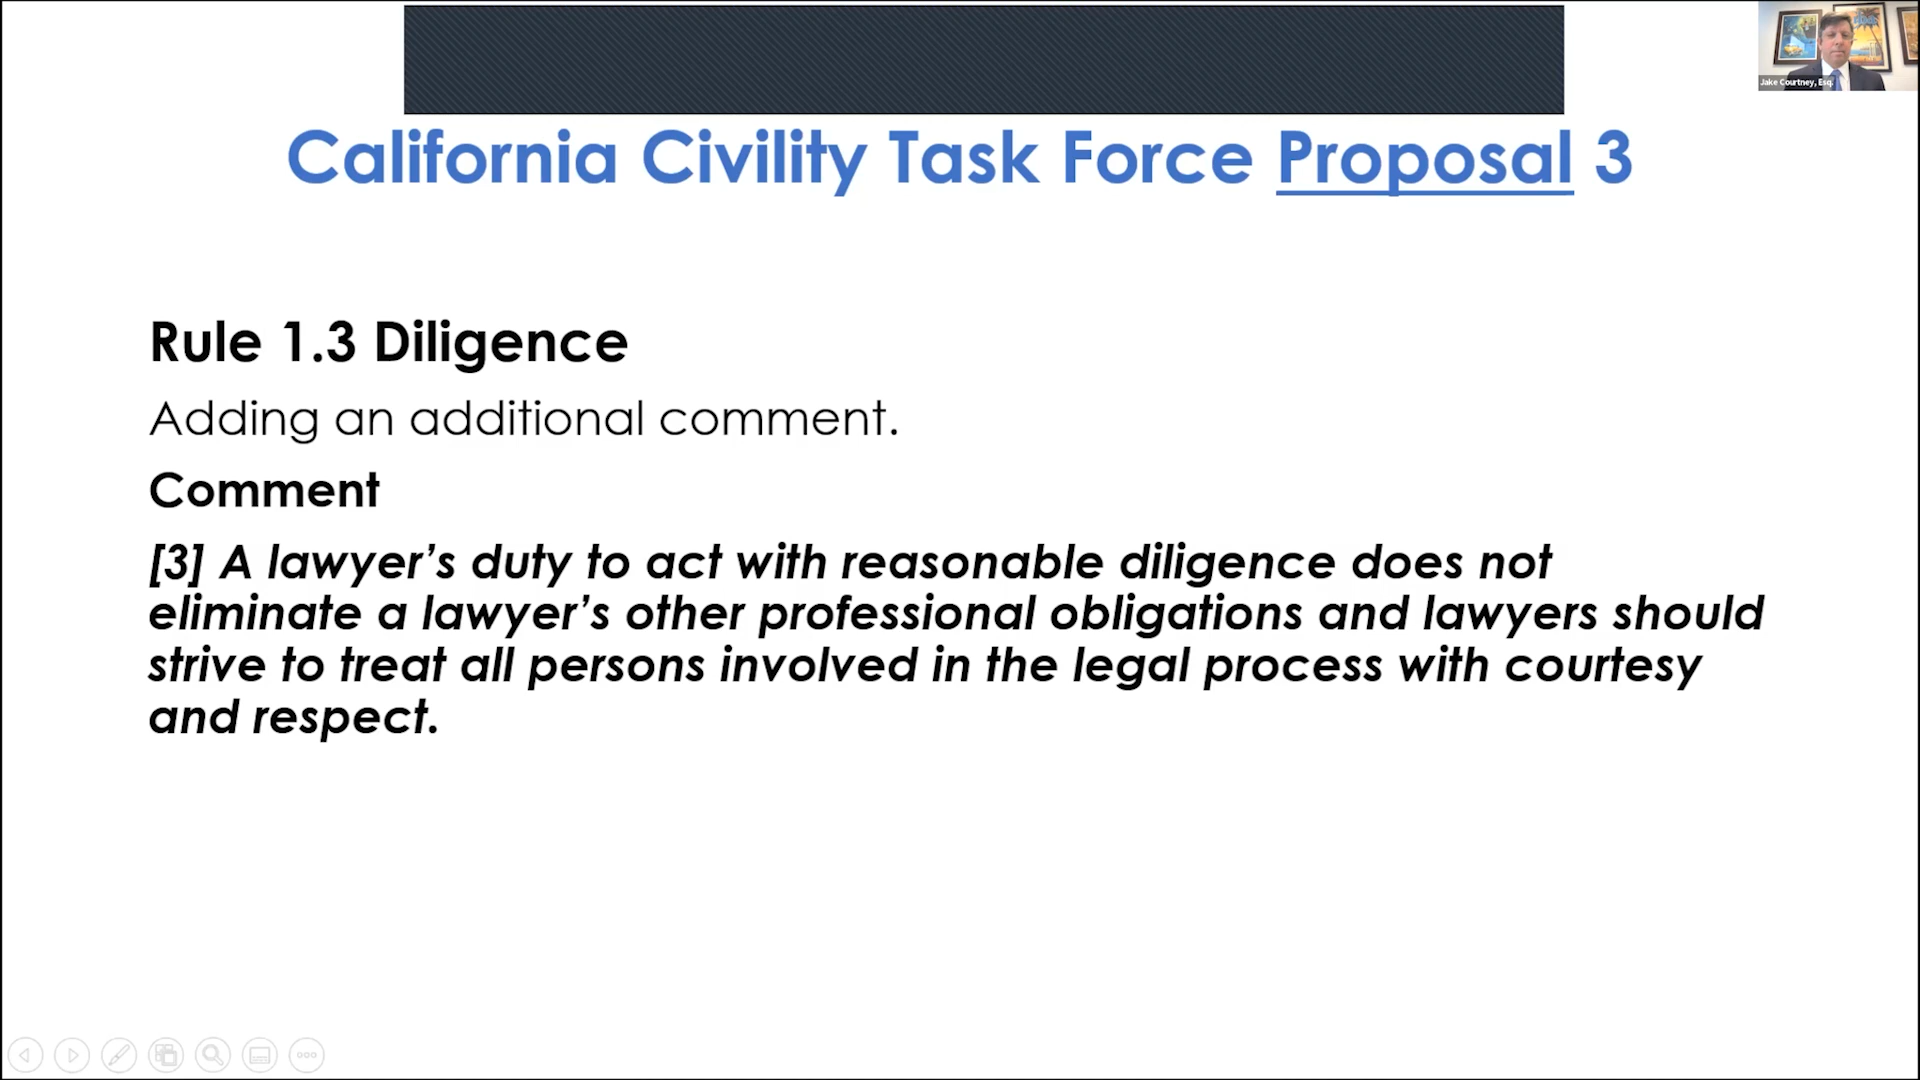 Jake Courtney, Esq.
California Civility Task Force Proposal 3
Rule 1.3 Diligence
Adding an additional comment.
Comment
[3] A lawyer’s duty to act with reasonable diligence does not
eliminate a lawyer’s other professional obligations and lawyers should
strive to treat all persons involved in the legal process with courtesy
and respect.